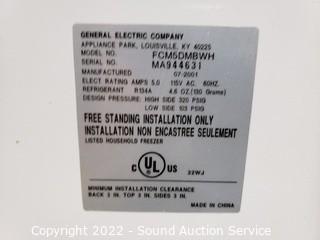 GENERAL ELECTRIC COMPANY
APPLIANCE PARK, LOUISVILLE, KY 40225
MODEL NO. FCM5DMBWH
SERIAL NO. MA944631
MANUFACTURED 07-2001
ELECT. RATING AMPS 5.0 115V AC. 60HZ.
REFRIGERANT R134A 4.6 OZ.(130 Grams)
DESIGN PRESSURE: HIGH SIDE 320 PSIG
LOW SIDE 103 PSIG
FREE STANDING INSTALLATION ONLY
INSTALLATION NON ENCASTREE SEULEMENT
LISTED HOUSEHOLD FREEZER
C UL US 32WJ
MINIMUM INSTALLATION CLEARANCE
BACK 3 IN. TOP 3 IN. SIDES 3 IN.
MADE IN CHINA
Copyright 2022 - Sound Auction Service